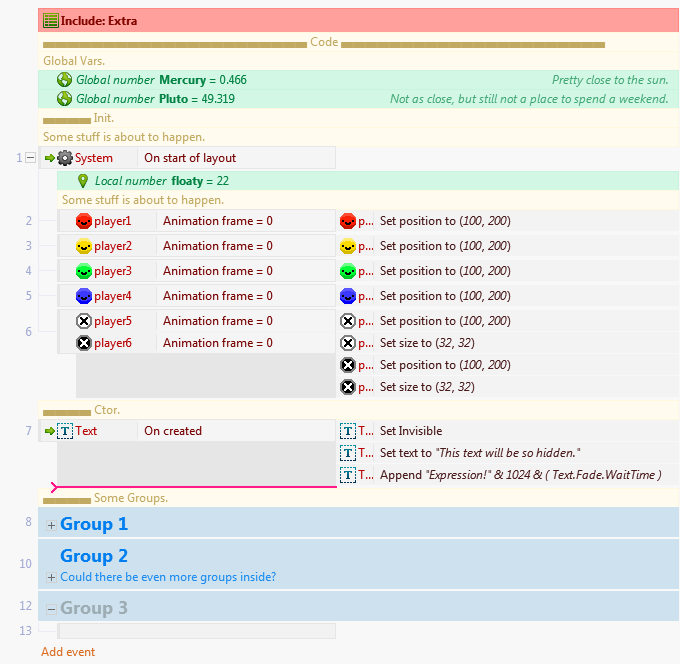 Include: Extra
Code
Global Vars.
Global number Mercury = 0.466 Pretty close to the sun.
Global number Pluto = 49.319 Not as close, but still not a place to spend a weekend.
Init.
Some stuff is about to happen.
1 System On start of layout
Local number floaty = 22
Some stuff is about to happen.
2 player1 Animation frame = 0 p... Set position to (100, 200)
3 player2 Animation frame = 0 p... Set position to (100, 200)
4 player3 Animation frame = 0 p... Set position to (100, 200)
5 player4 Animation frame = 0 p... Set position to (100, 200)
6 player5 Animation frame = 0 p... Set position to (100, 200)
player6 Animation frame = 0 p... Set size to (32, 32)
p... Set position to (100, 200)
p... Set size to (32, 32)
Ctor.
7 T Text On created T T... Set Invisible
T T... Set text to "This text will be so hidden."
T T... Append "Expression!" & 1024 & ( Text.Fade.WaitTime )
Some Groups.
8 Group 1
10 Group 2
Could there be even more groups inside?
12 Group 3
13
Add event